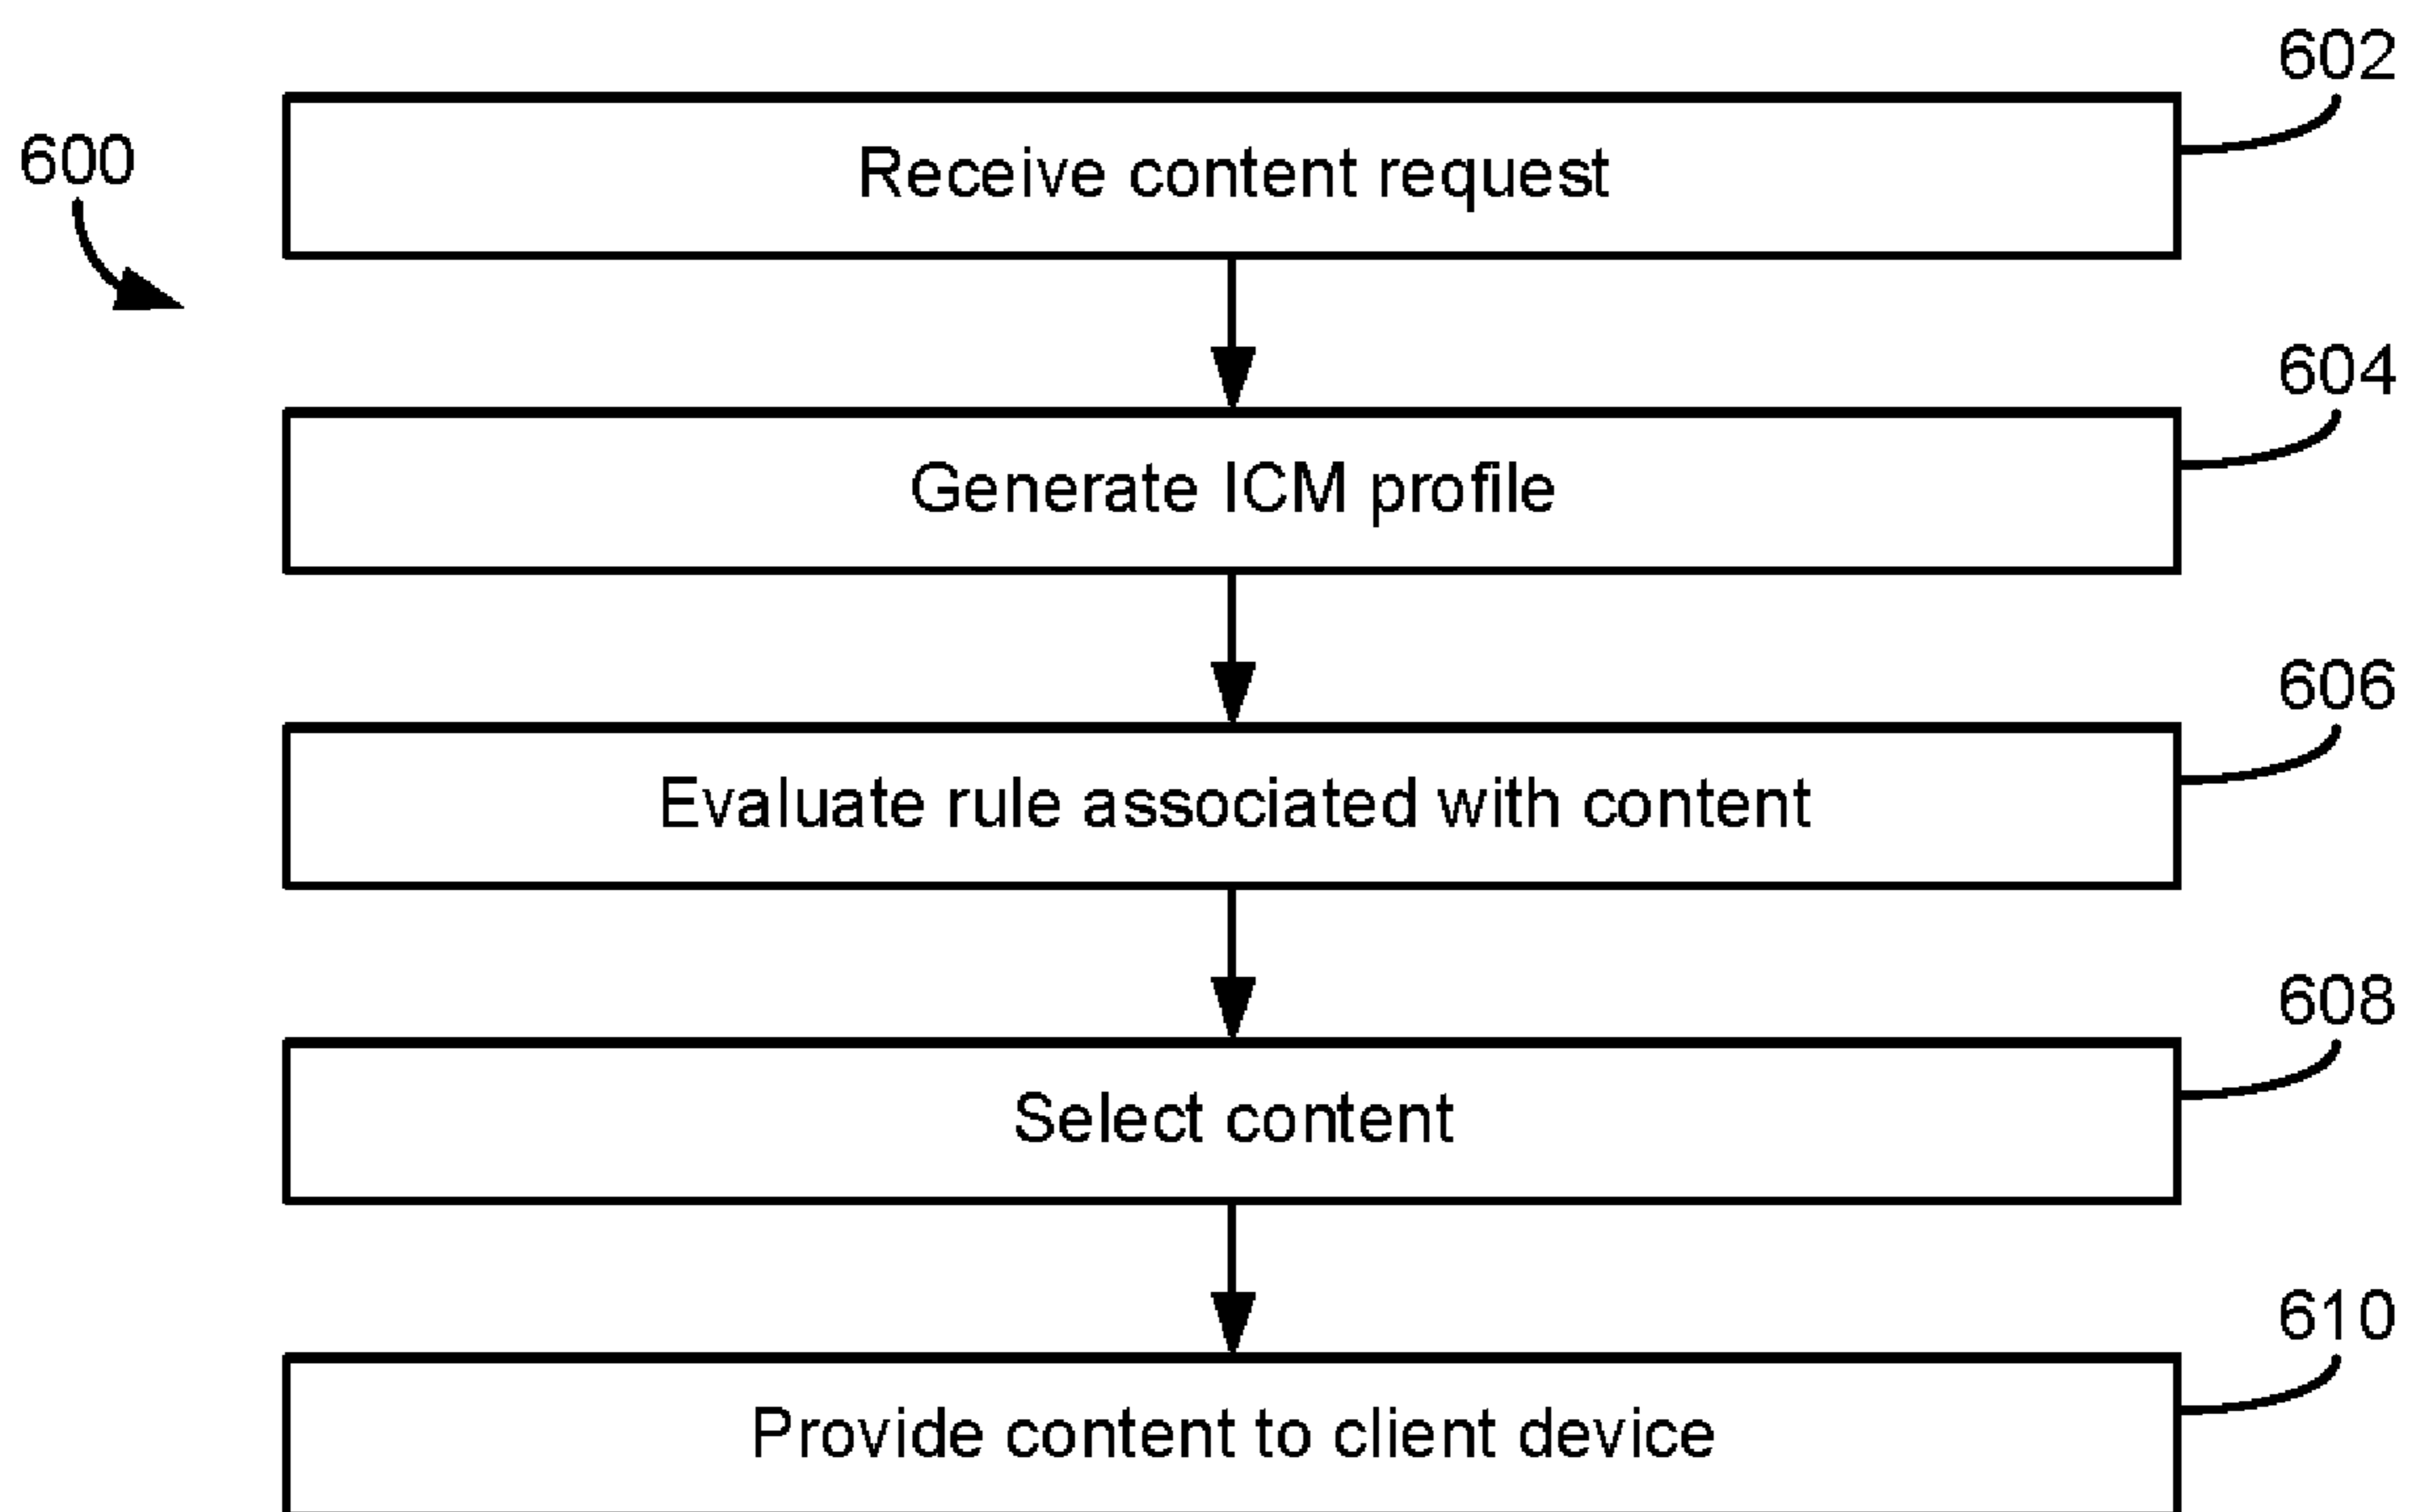 602
600
Receive content request
604
Generate ICM profile
606
Evaluate rule associated with content
608
Select content
610
Provide content to client device